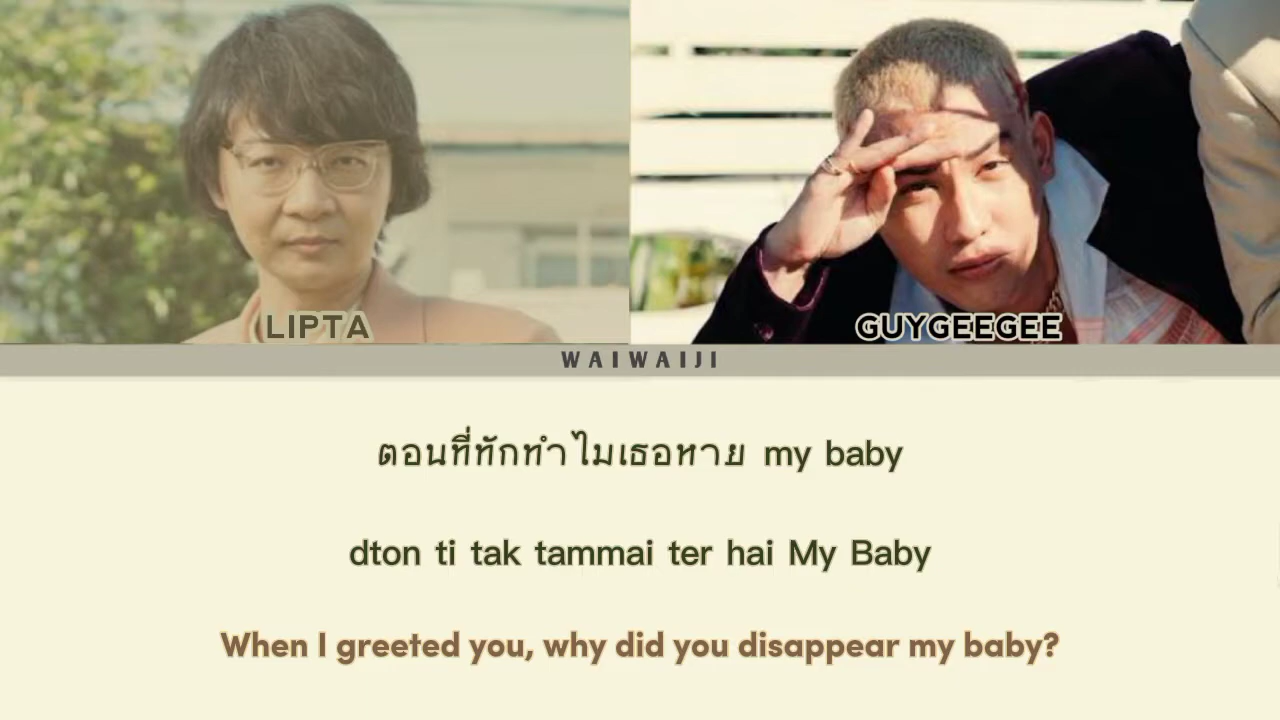 LIPTA
GUYGEEGEE
WAIWAIJI
ตอนที่ทักทำไมเธอหาย my baby
dton ti tak tammai ter hai My Baby
When I greeted you, why did you disappear my baby?